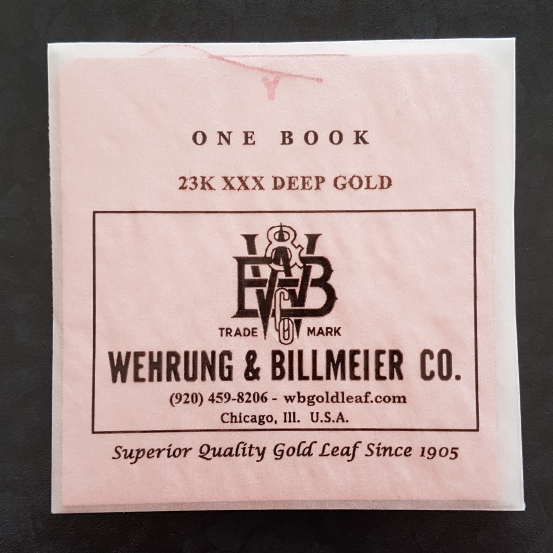 ONE BOOK
23K XXX DEEP GOLD
W&B Co
TRADE MARK
WEHRUNG & BILLMEIER CO.
(920) 459-8206 - wbgoldleaf.com
Chicago, Ill. U.S.A.
Superior Quality Gold Leaf Since 1905